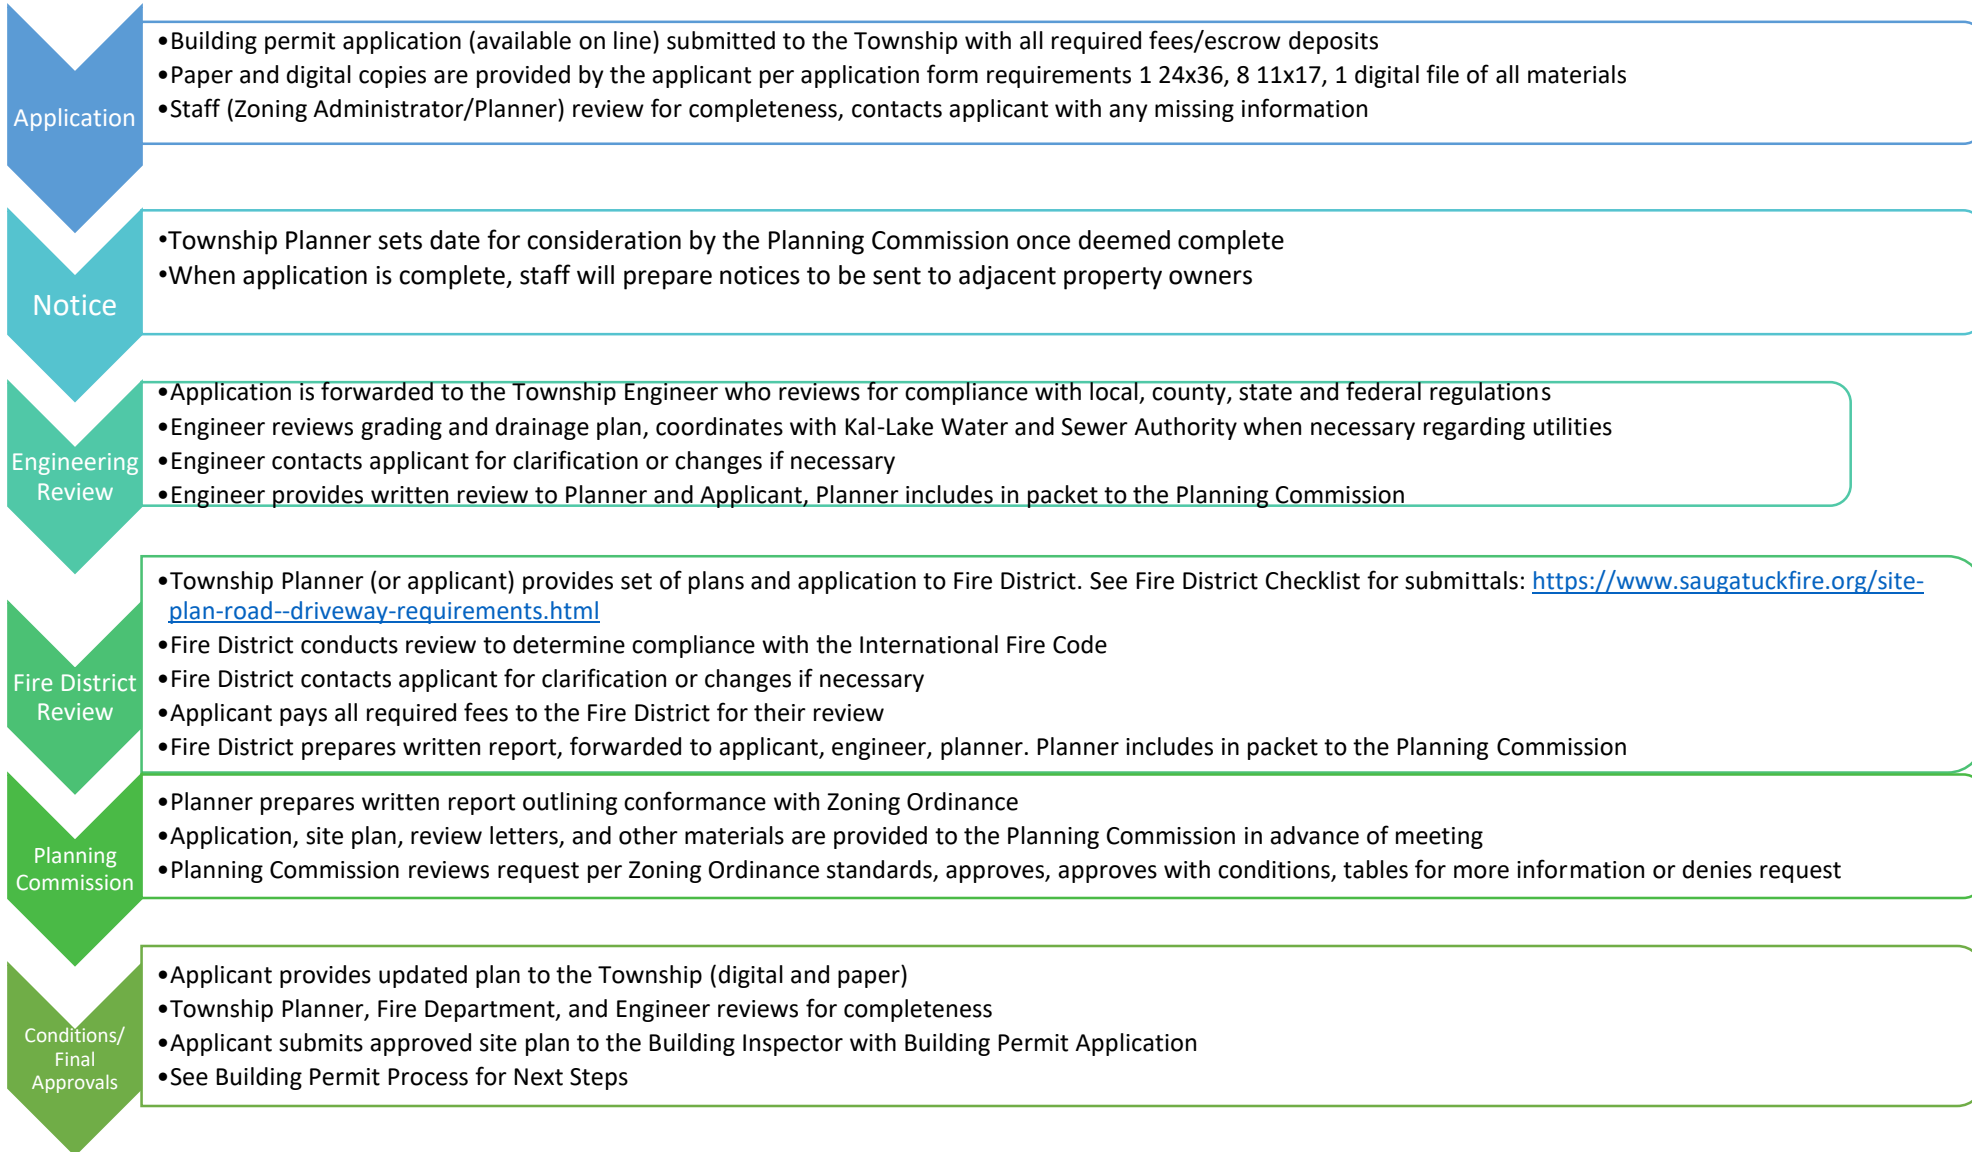 Application
•Building permit application (available on line) submitted to the Township with all required fees/escrow deposits
•Paper and digital copies are provided by the applicant per application form requirements 1 24x36, 8 11x17, 1 digital file of all materials
•Staff (Zoning Administrator/Planner) review for completeness, contacts applicant with any missing information
Notice
•Township Planner sets date for consideration by the Planning Commission once deemed complete
•When application is complete, staff will prepare notices to be sent to adjacent property owners
Engineering
Review
•Application is forwarded to the Township Engineer who reviews for compliance with local, county, state and federal regulations
•Engineer reviews grading and drainage plan, coordinates with Kal-Lake Water and Sewer Authority when necessary regarding utilities
•Engineer contacts applicant for clarification or changes if necessary
•Engineer provides written review to Planner and Applicant, Planner includes in packet to the Planning Commission
Fire District
Review
•Township Planner (or applicant) provides set of plans and application to Fire District. See Fire District Checklist for submittals: https://www.saugatuckfire.org/site-
plan-road--driveway-requirements.html
•Fire District conducts review to determine compliance with the International Fire Code
•Fire District contacts applicant for clarification or changes if necessary
•Applicant pays all required fees to the Fire District for their review
•Fire District prepares written report, forwarded to applicant, engineer, planner. Planner includes in packet to the Planning Commission
Planning
Commission
•Planner prepares written report outlining conformance with Zoning Ordinance
•Application, site plan, review letters, and other materials are provided to the Planning Commission in advance of meeting
•Planning Commission reviews request per Zoning Ordinance standards, approves, approves with conditions, tables for more information or denies request
Conditions/
Final
Approvals
•Applicant provides updated plan to the Township (digital and paper)
•Township Planner, Fire Department, and Engineer reviews for completeness
•Applicant submits approved site plan to the Building Inspector with Building Permit Application
•See Building Permit Process for Next Steps